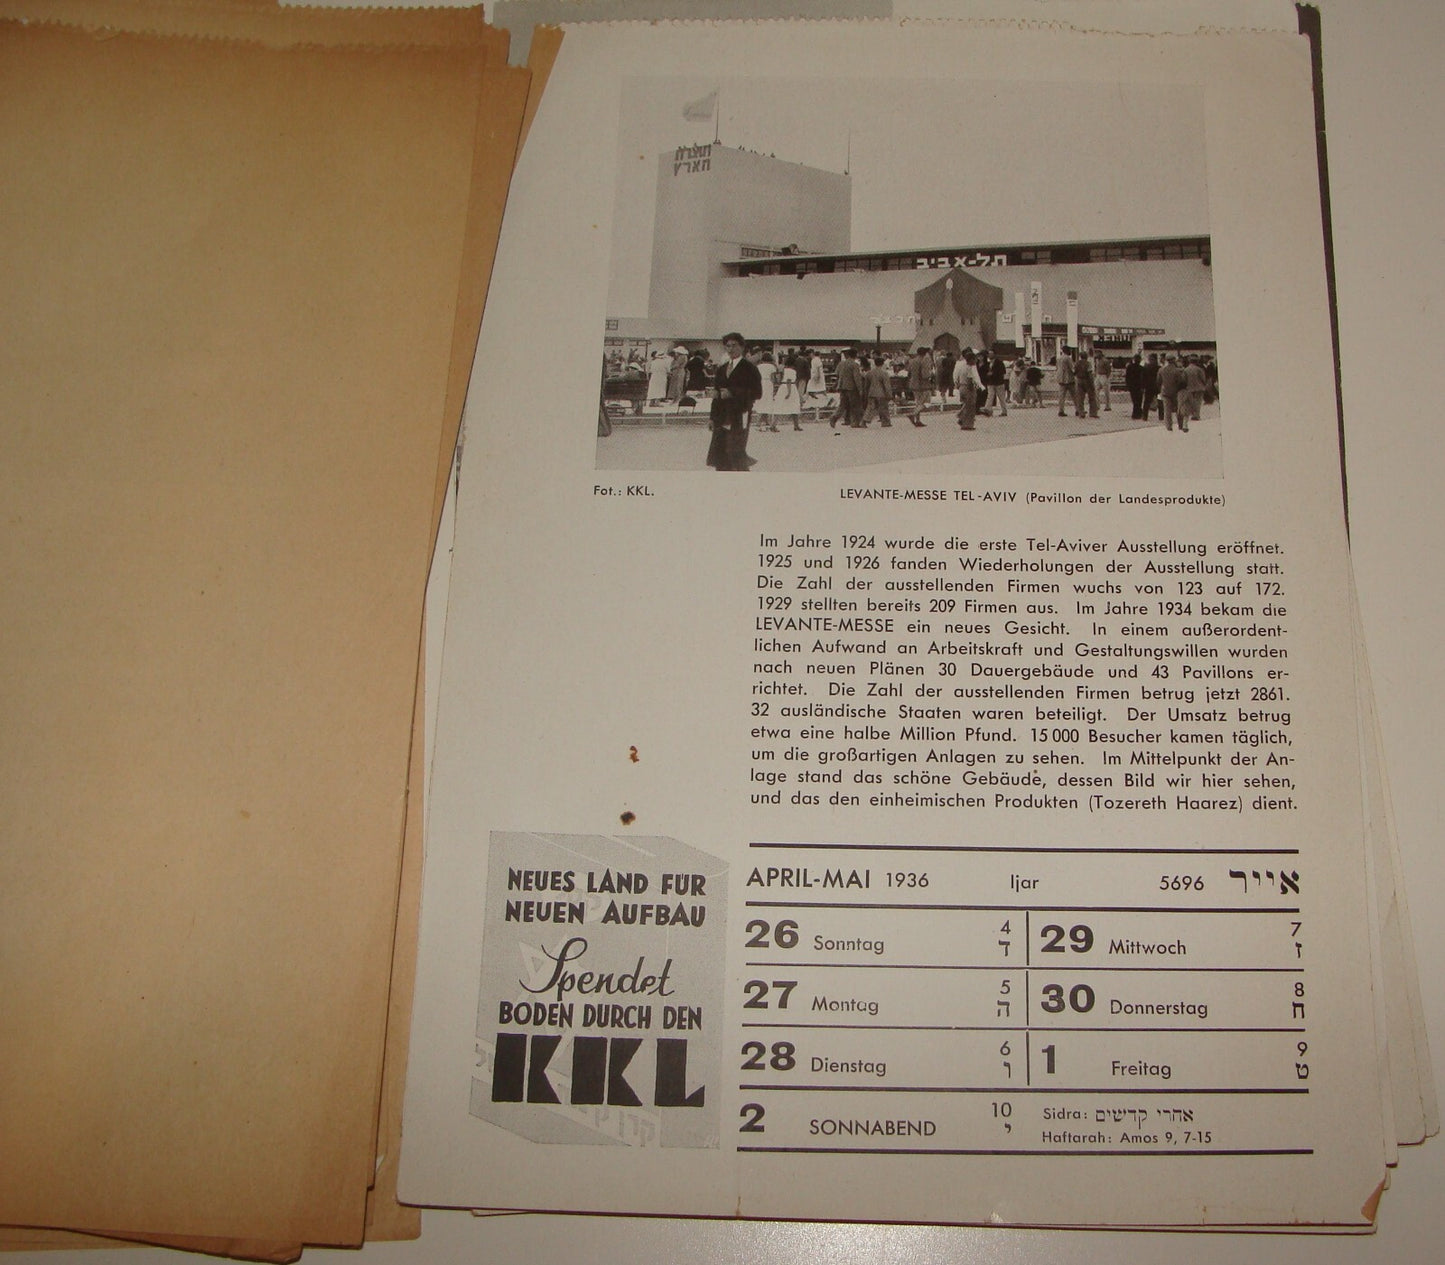 תוצרת
הארץ
תל-אביב
Fot.: KKL.
LEVANTE-MESSE TEL-AVIV (Pavillon der Landesprodukte)
Im Jahre 1924 wurde die erste Tel-Aviver Ausstellung eröffnet.
1925 und 1926 fanden Wiederholungen der Ausstellung statt.
Die Zahl der ausstellenden Firmen wuchs von 123 auf 172.
1929 stellten bereits 209 Firmen aus. Im Jahre 1934 bekam die
LEVANTE-MESSE ein neues Gesicht. In einem außerordent-
lichen Aufwand an Arbeitskraft und Gestaltungswillen wurden
nach neuen Plänen 30 Dauergebäude und 43 Pavillons er-
richtet. Die Zahl der ausstellenden Firmen betrug jetzt 2861.
32 ausländische Staaten waren beteiligt. Der Umsatz betrug
etwa eine halbe Million Pfund. 15 000 Besucher kamen täglich,
um die großartigen Anlagen zu sehen. Im Mittelpunkt der An-
lage stand das schöne Gebäude, dessen Bild wir hier sehen,
und das den einheimischen Produkten (Tozereth Haarez) dient.
NEUES LAND FÜR
NEUEN AUFBAU
Spendet
BODEN DURCH DEN
KKL
APRIL-MAI 1936 Ijar 5696 אייר
26 Sonntag 4 ד
29 Mittwoch 7 ז
27 Montag 5 ה
30 Donnerstag 8 ח
28 Dienstag 6 ו
1 Freitag 9 ט
2 SONNABEND 10 י
Sidra: אחרי קדשים
Haftarah: Amos 9, 7-15